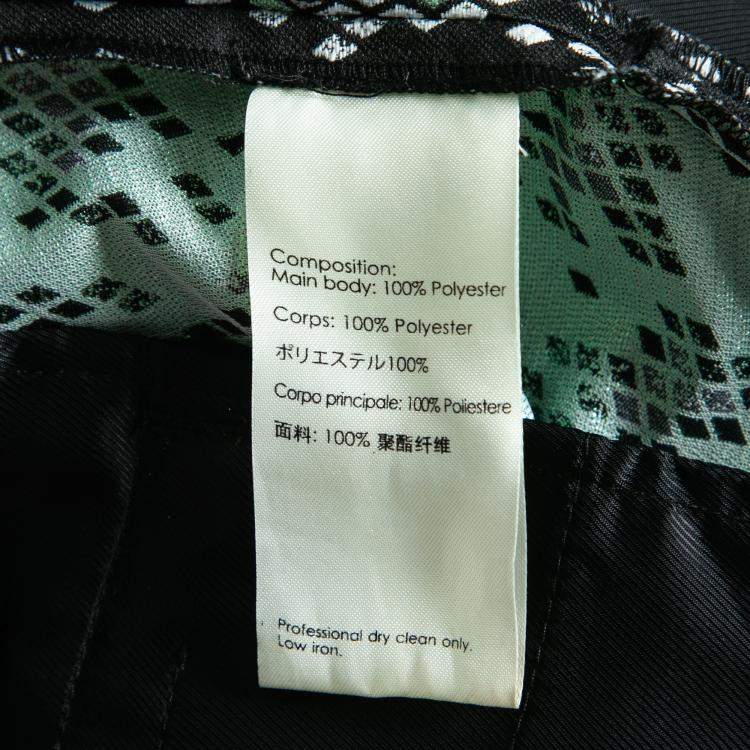 Composition:
Main body: 100% Polyester
Corps: 100% Polyester
ポリエステル100%
Corpo principale: 100% Poliestere
面料: 100% 聚酯纤维
Professional dry clean only.
Low iron.